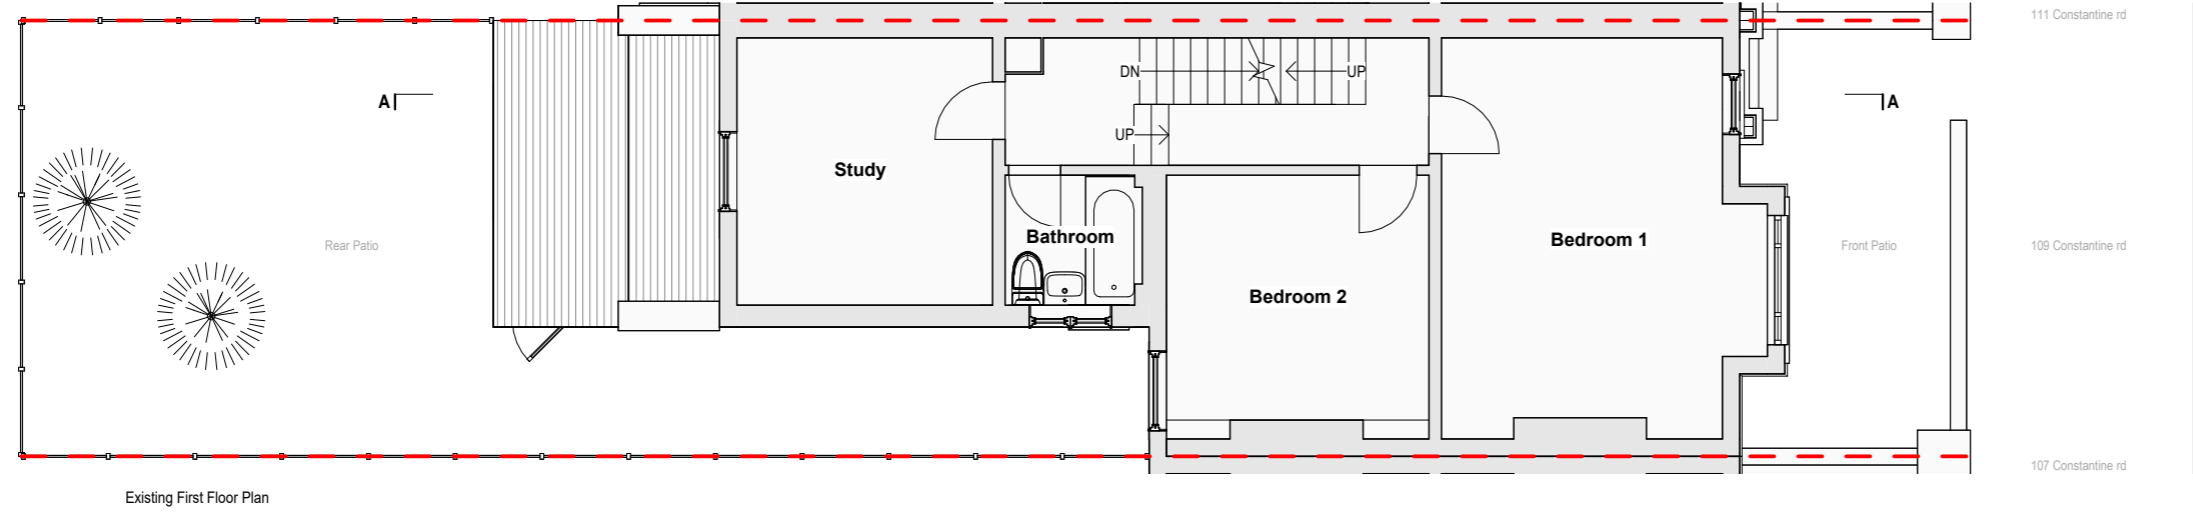 111 Constantine rd
DN
UP
A
A
UP
Study
Bathroom
Bedroom 1
Rear Patio
Front Patio
109 Constantine rd
Bedroom 2
107 Constantine rd
Existing First Floor Plan